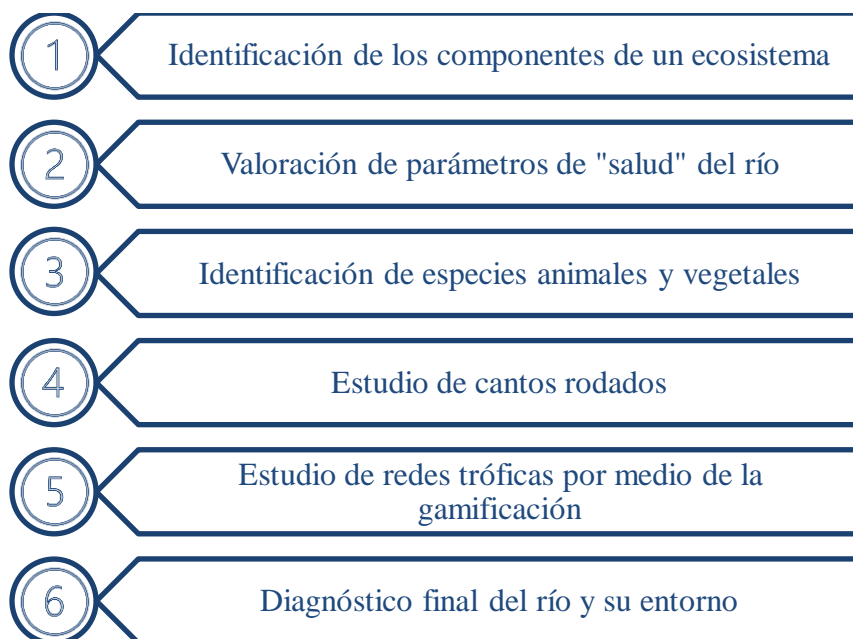 1
Identificación de los componentes de un ecosistema
2
Valoración de parámetros de "salud" del río
3
Identificación de especies animales y vegetales
4
Estudio de cantos rodados
5
Estudio de redes tróficas por medio de la
gamificación
6
Diagnóstico final del río y su entorno